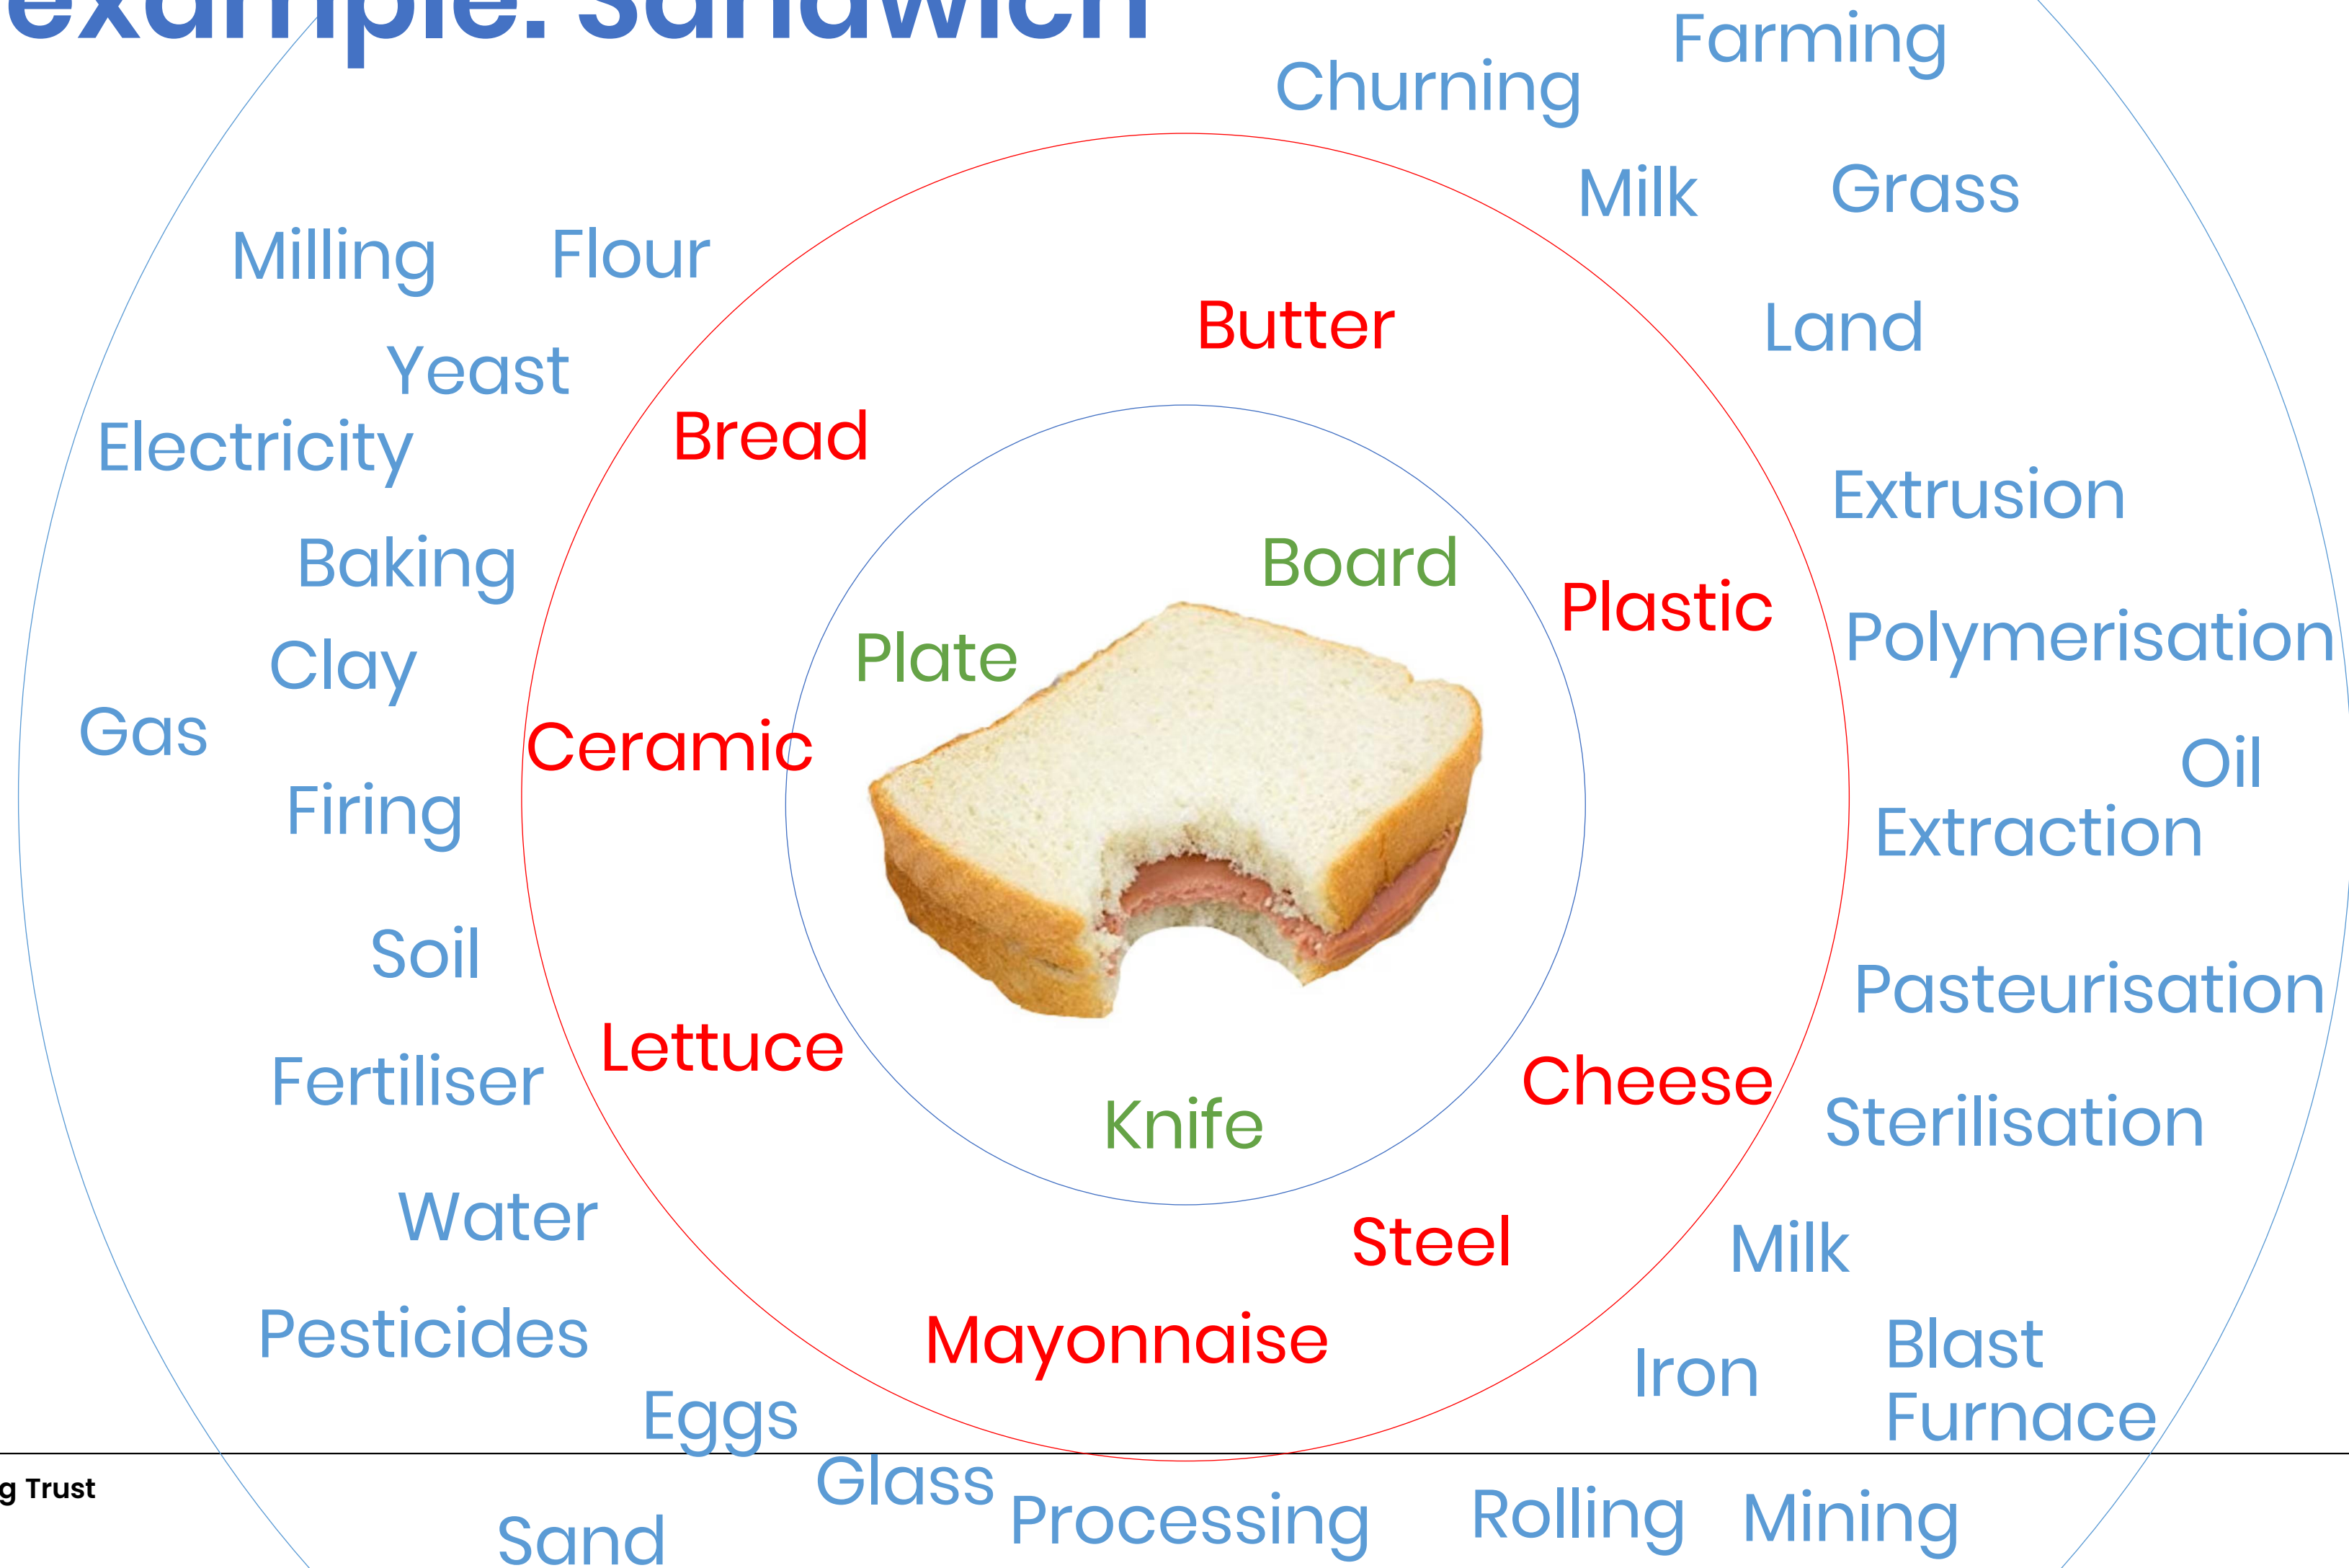 example: Sandwich
Farming
Churning
Milk
Grass
Milling
Flour
Butter
Land
Yeast
Electricity
Bread
Extrusion
Baking
Board
Plastic
Clay
Plate
Polymerisation
Gas
Ceramic
Oil
Firing
Extraction
Soil
Pasteurisation
Lettuce
Fertiliser
Cheese
Knife
Sterilisation
Water
Steel
Milk
Pesticides
Mayonnaise
Iron
Blast
Furnace
Eggs
g Trust
Glass
Processing
Rolling
Mining
Sand